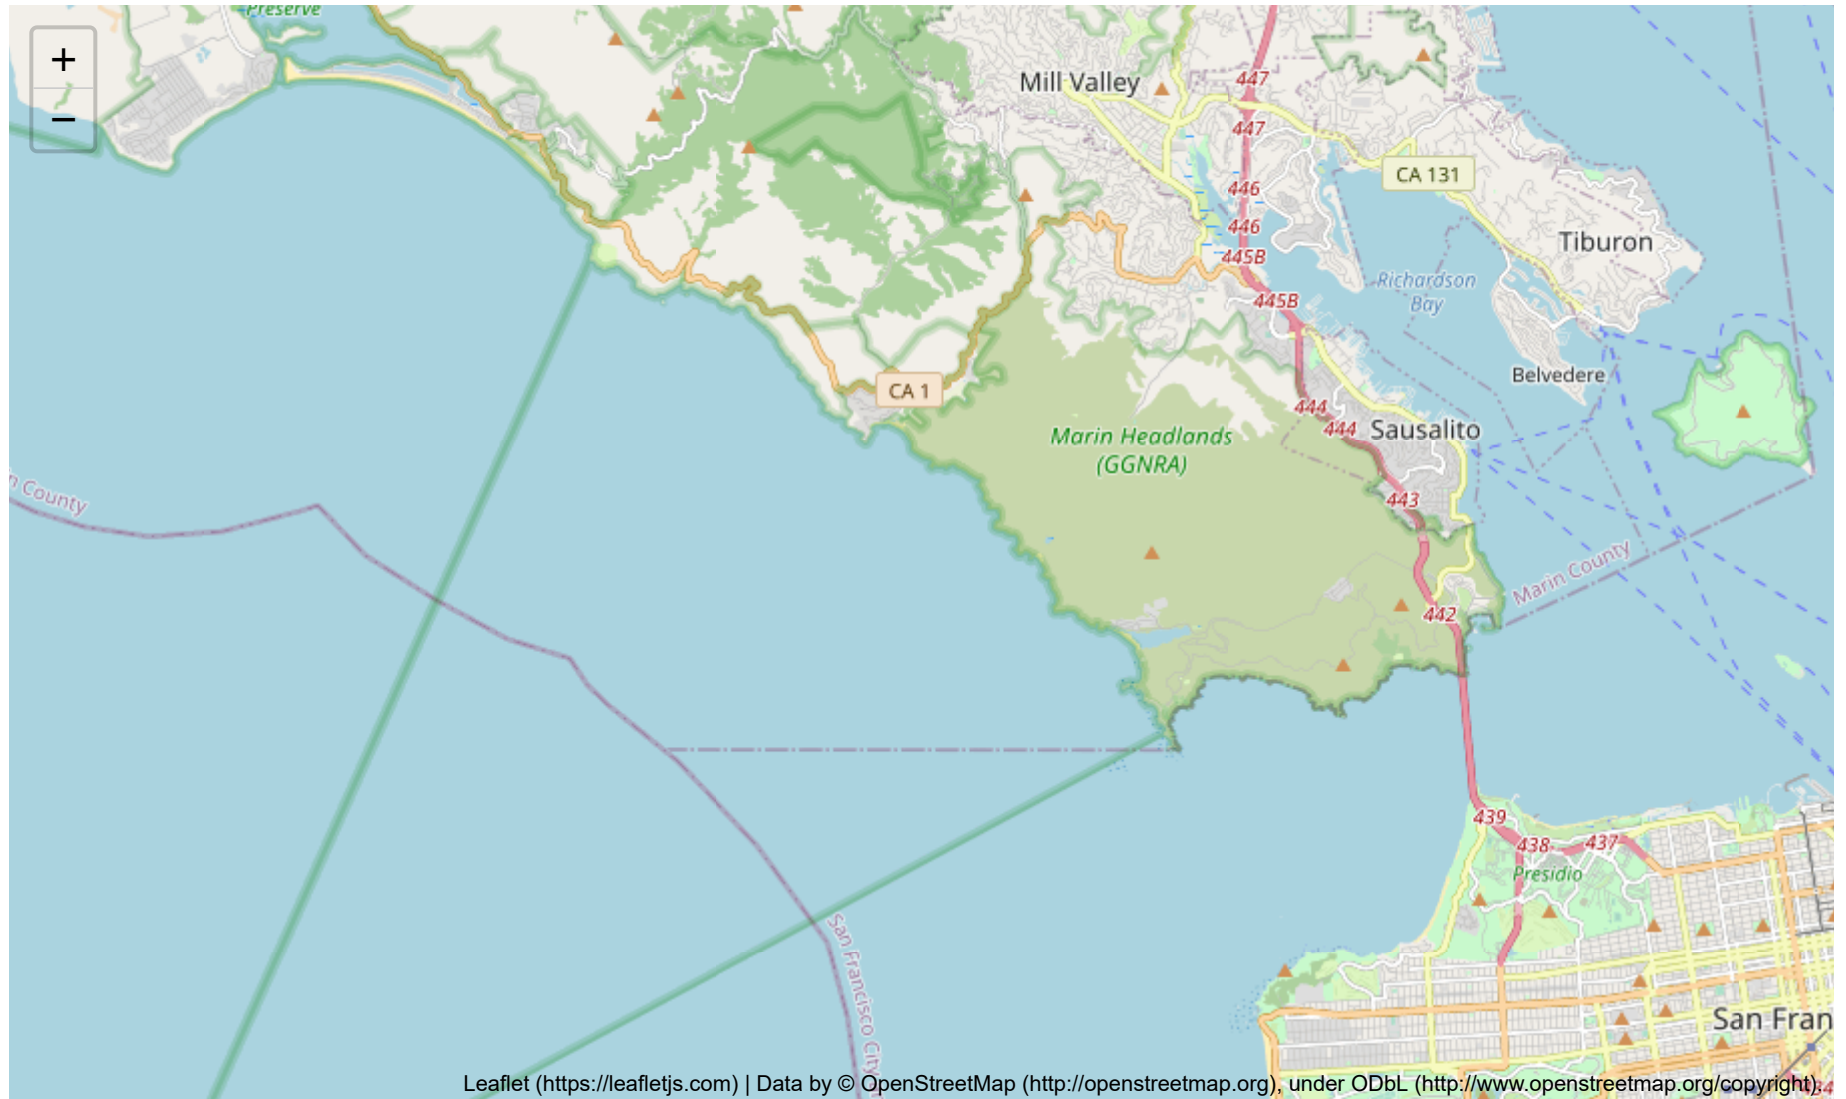 Preserve
+
−
Mill Valley
447
447
CA 131
446
446
445B
Tiburon
Richardson
Bay
445B
Belvedere
CA 1
444
444
Sausalito
Marin Headlands
(GGNRA)
n County
443
Marin County
442
439
438
437
Presidio
San Francisco City
San Fran
Leaflet (https://leafletjs.com) | Data by © OpenStreetMap (http://openstreetmap.org), under ODbL (http://www.openstreetmap.org/copyright).